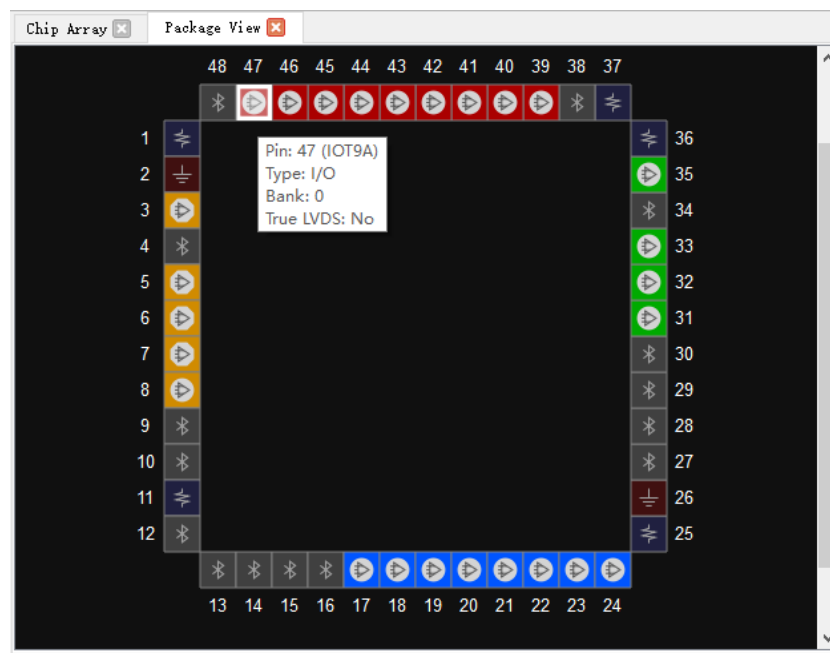 Chip Array Package View
48 47 46 45 44 43 42 41 40 39 38 37
1 36
Pin: 47 (IOT9A)
Type: I/O
Bank: 0
True LVDS: No
2 35
3 34
4 33
5 32
6 31
7 30
8 29
9 28
10 27
11 26
12 25
13 14 15 16 17 18 19 20 21 22 23 24